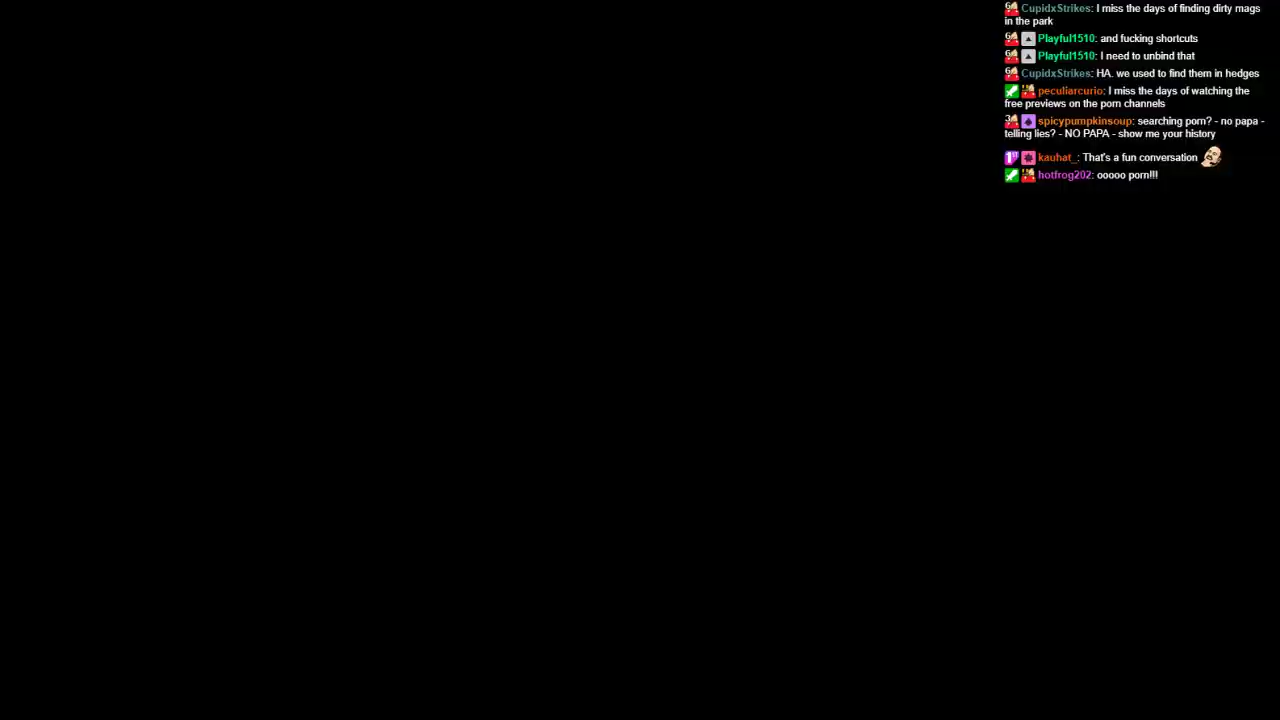 CupidxStrikes: I miss the days of finding dirty mags
in the park
Playful1510: and fucking shortcuts
Playful1510: I need to unbind that
CupidxStrikes: HA. we used to find them in hedges
peculiarcurio: I miss the days of watching the
free previews on the porn channels
spicypumpkinsoup: searching porn? - no papa -
telling lies? - NO PAPA - show me your history
kauhat_: That's a fun conversation
hotfrog202: ooooo porn!!!